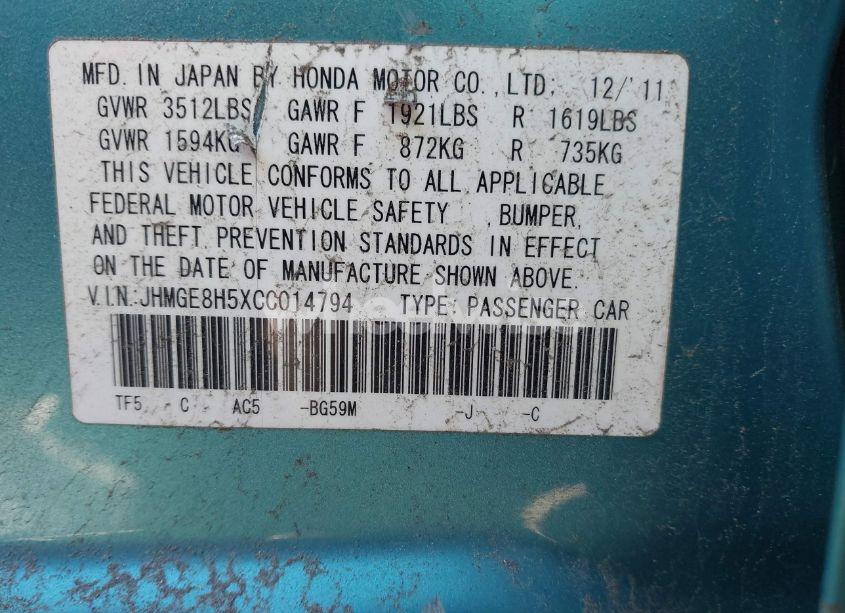 MFD. IN JAPAN BY HONDA MOTOR CO., LTD; 12/'11
GVWR 3512LBS GAWR F 1921LBS R 1619LBS
GVWR 1594KG GAWR F 872KG R 735KG
THIS VEHICLE CONFORMS TO ALL APPLICABLE
FEDERAL MOTOR VEHICLE SAFETY , BUMPER,
AND THEFT PREVENTION STANDARDS IN EFFECT
ON THE DATE OF MANUFACTURE SHOWN ABOVE.
V.I.N.:JHMGE8H5XCC014794 TYPE: PASSENGER CAR
TF5 -C AC5 -BG59M -J -C